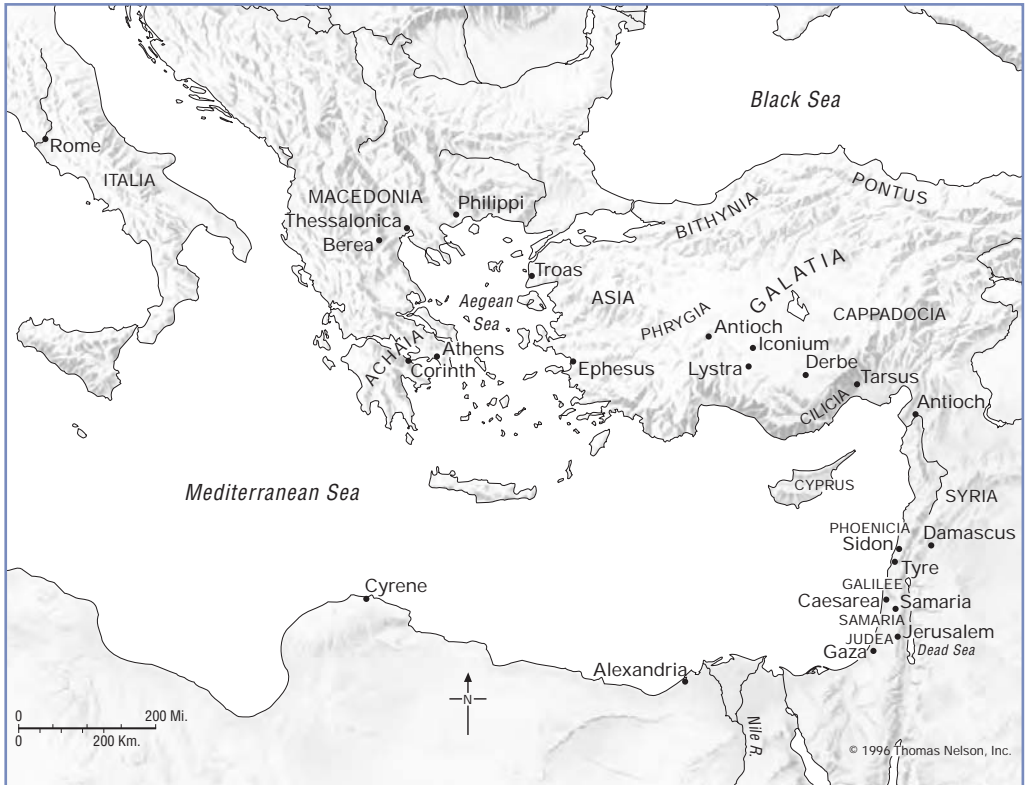 Black Sea
Rome
ITALIA
PONTUS
BITHYNIA
MACEDONIA
Philippi
Thessalonica
Berea
Troas
GALATIA
Aegean
Sea
ASIA
PHRYGIA
CAPPADOCIA
Antioch
Iconium
ACHAIA
Athens
Corinth
Ephesus
Lystra
Derbe
Tarsus
CILICIA
Antioch
Mediterranean Sea
CYPRUS
SYRIA
PHOENICIA
Sidon
Damascus
Tyre
Cyrene
GALILEE
Caesarea
Samaria
SAMARIA
JUDEA
Jerusalem
Gaza
Dead Sea
Alexandria
N
0 200 Mi.
0 200 Km.
Nile R.
© 1996 Thomas Nelson, Inc.